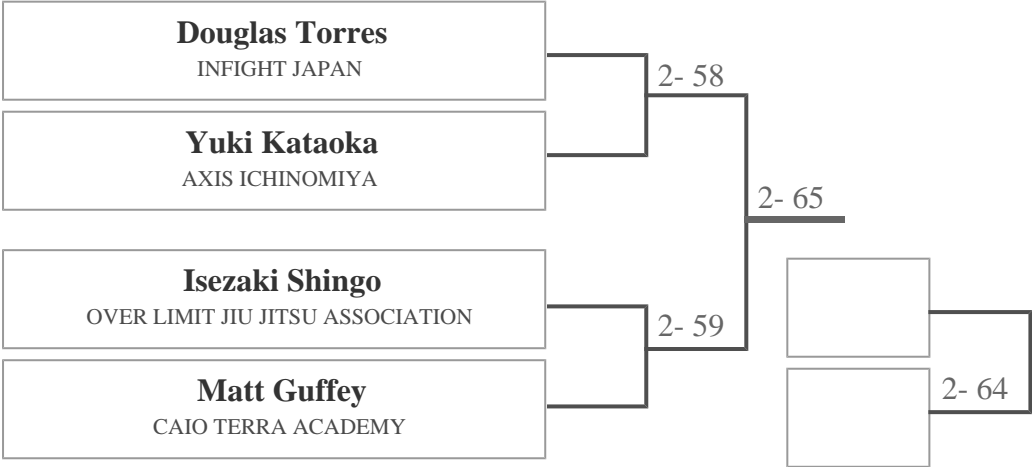 Douglas Torres
INFIGHT JAPAN
2- 58
Yuki Kataoka
AXIS ICHINOMIYA
2- 65
Isezaki Shingo
OVER LIMIT JIU JITSU ASSOCIATION
2- 59
Matt Guffey
CAIO TERRA ACADEMY
2- 64